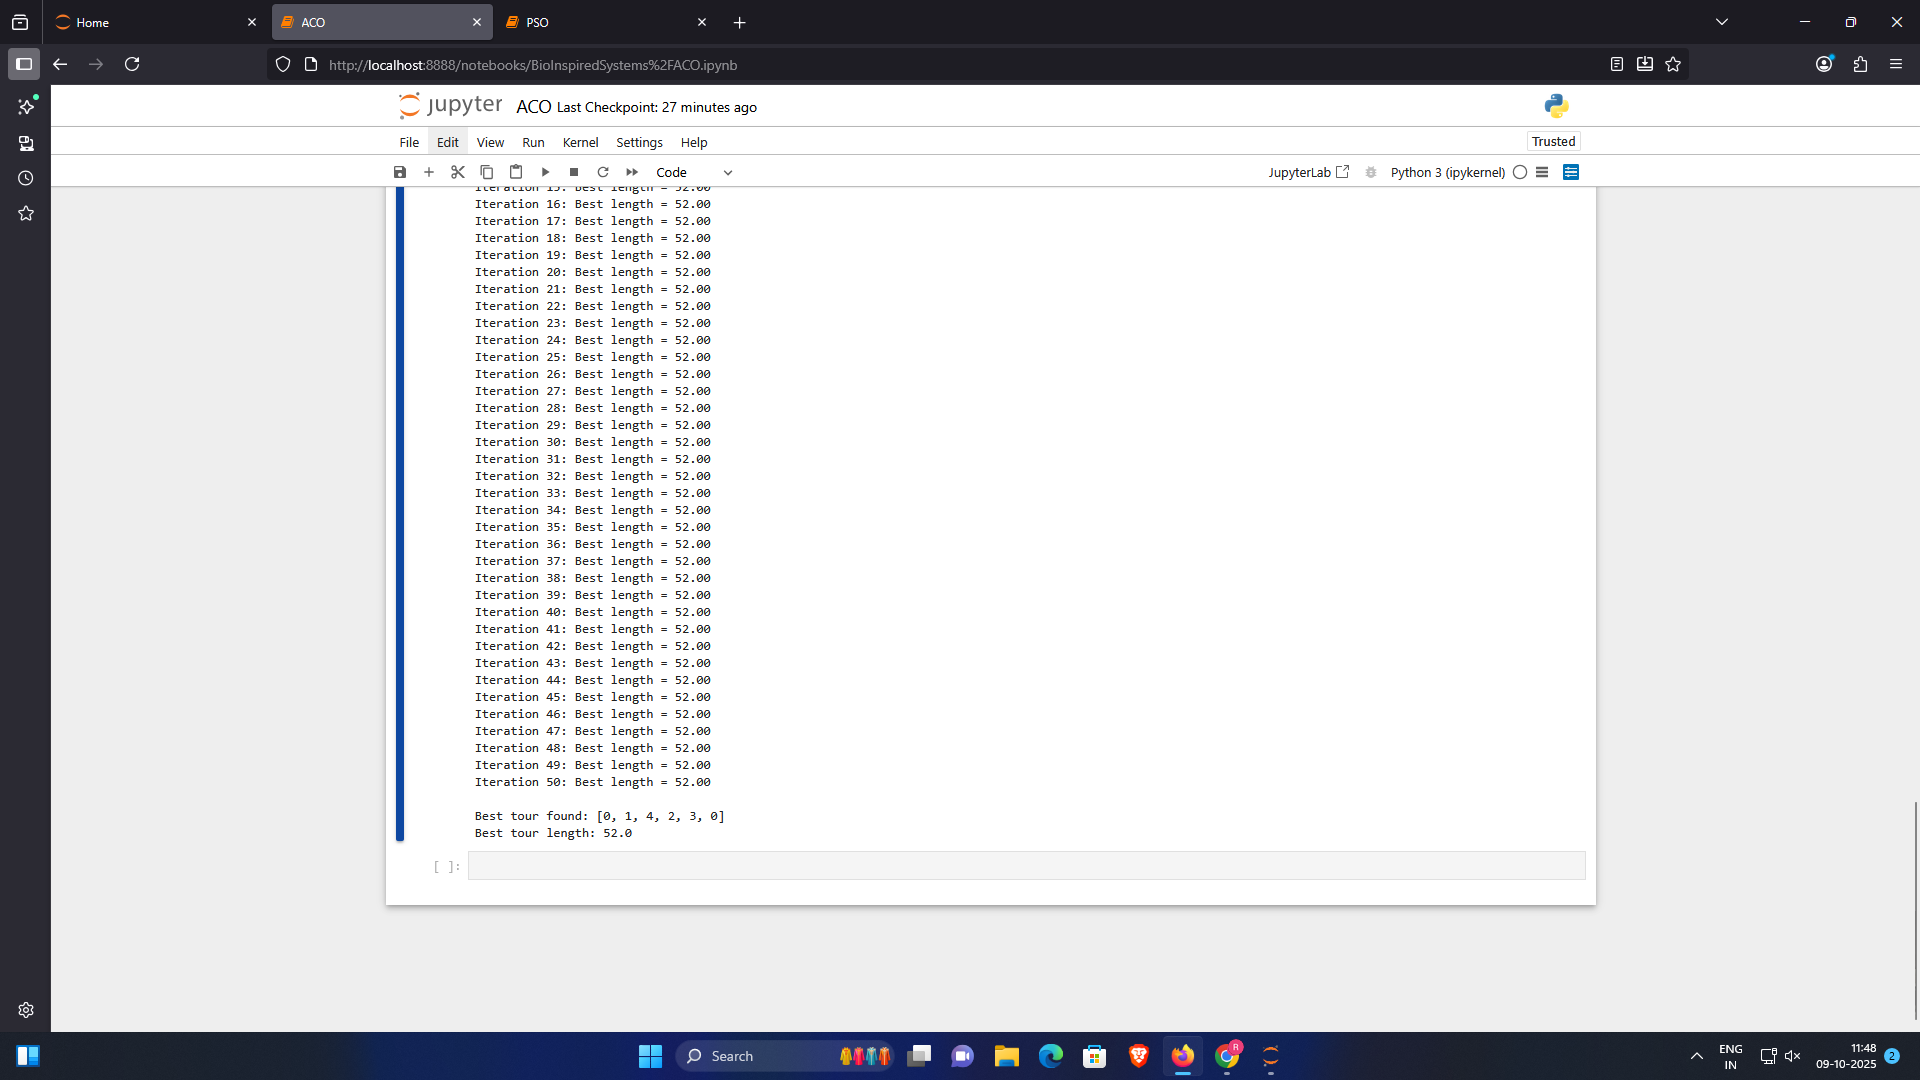 Home
ACO
PSO
http://localhost:8888/notebooks/BioInspiredSystems%2FACO.ipynb
jupyter ACO Last Checkpoint: 27 minutes ago
File Edit View Run Kernel Settings Help
Trusted
Code
JupyterLab
Python 3 (ipykernel)
Iteration 15: Best length = 52.00
Iteration 16: Best length = 52.00
Iteration 17: Best length = 52.00
Iteration 18: Best length = 52.00
Iteration 19: Best length = 52.00
Iteration 20: Best length = 52.00
Iteration 21: Best length = 52.00
Iteration 22: Best length = 52.00
Iteration 23: Best length = 52.00
Iteration 24: Best length = 52.00
Iteration 25: Best length = 52.00
Iteration 26: Best length = 52.00
Iteration 27: Best length = 52.00
Iteration 28: Best length = 52.00
Iteration 29: Best length = 52.00
Iteration 30: Best length = 52.00
Iteration 31: Best length = 52.00
Iteration 32: Best length = 52.00
Iteration 33: Best length = 52.00
Iteration 34: Best length = 52.00
Iteration 35: Best length = 52.00
Iteration 36: Best length = 52.00
Iteration 37: Best length = 52.00
Iteration 38: Best length = 52.00
Iteration 39: Best length = 52.00
Iteration 40: Best length = 52.00
Iteration 41: Best length = 52.00
Iteration 42: Best length = 52.00
Iteration 43: Best length = 52.00
Iteration 44: Best length = 52.00
Iteration 45: Best length = 52.00
Iteration 46: Best length = 52.00
Iteration 47: Best length = 52.00
Iteration 48: Best length = 52.00
Iteration 49: Best length = 52.00
Iteration 50: Best length = 52.00
Best tour found: [0, 1, 4, 2, 3, 0]
Best tour length: 52.0
[ ]:
Search
R
ENG
IN
11:48
09-10-2025
2